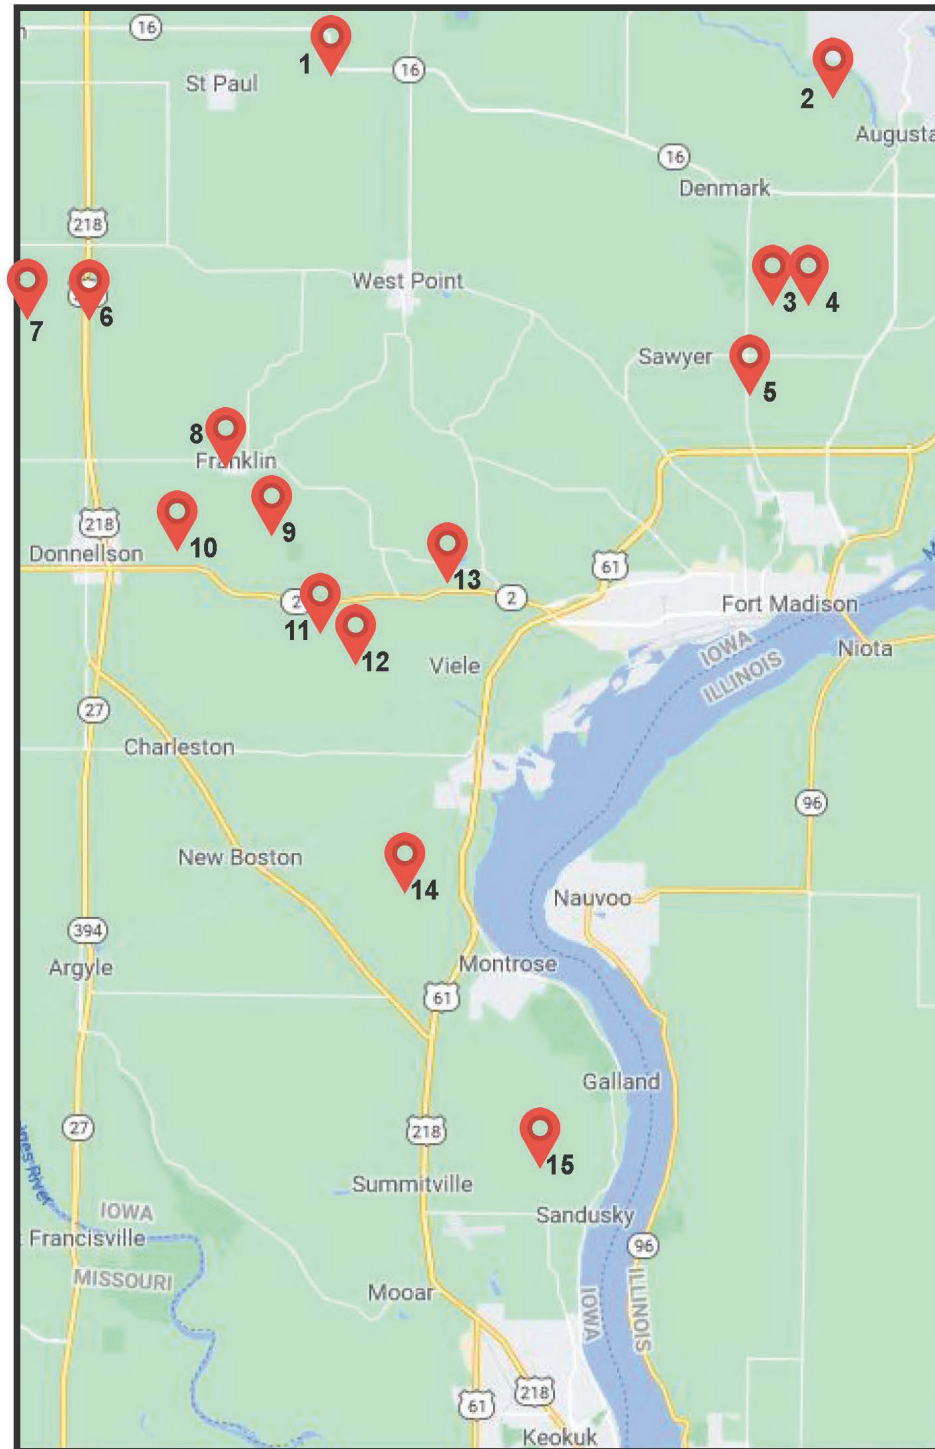 16
1
16
St Paul
2
Augusta
16
Denmark
218
West Point
7
6
3
4
Sawyer
5
8
Franklin
9
218
10
Donnellson
13
61
2
2
11
Fort Madison
12
IOWA
ILLINOIS
Niota
Viele
27
Charleston
96
New Boston
14
Nauvoo
394
Argyle
Montrose
61
Galland
27
218
15
Summitville
IOWA
Sandusky
Francisville
96
MISSOURI
Mooar
IOWA
ILLINOIS
218
61
Keokuk